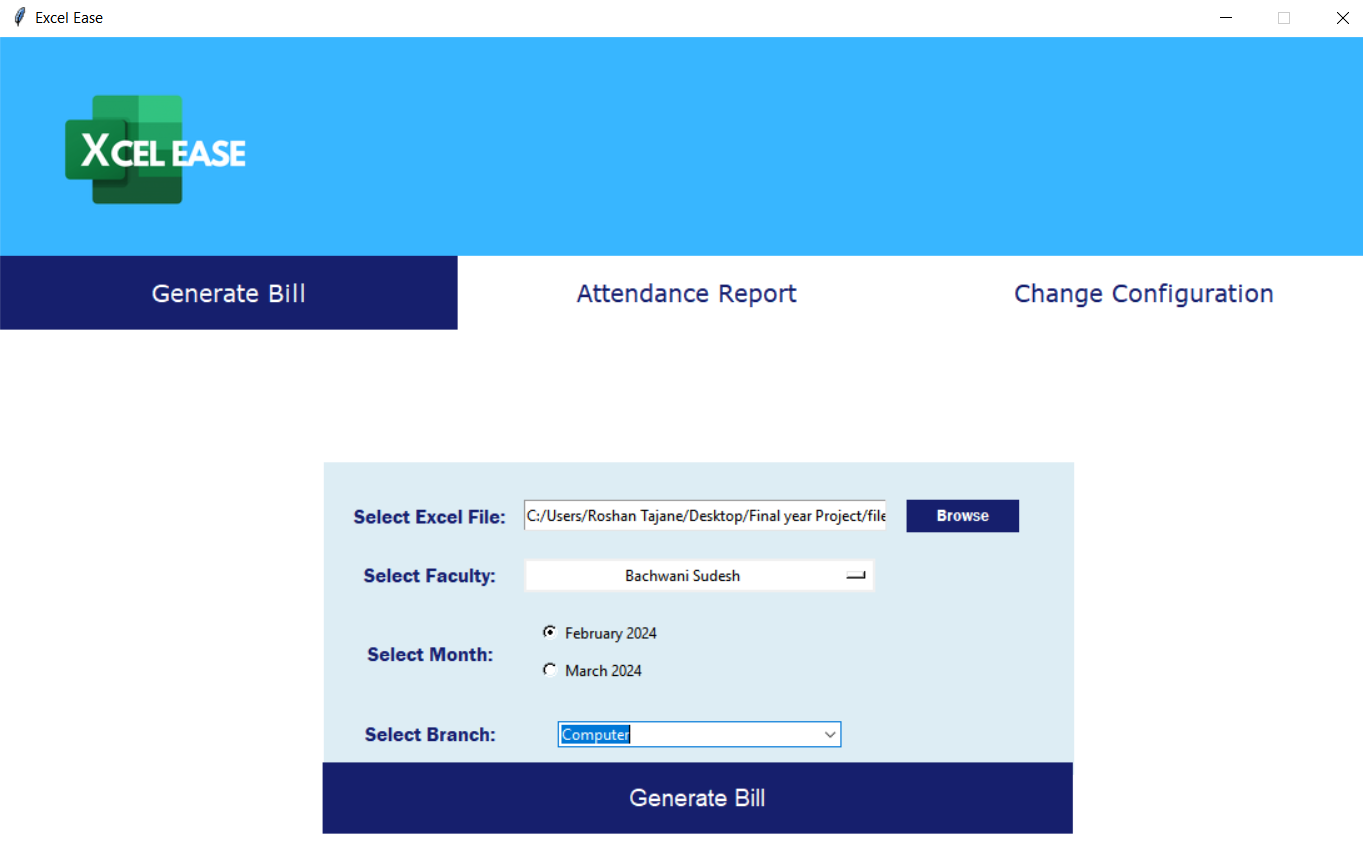 Excel Ease
XCEL EASE
Generate Bill
Attendance Report
Change Configuration
Select Excel File:
C:/Users/Roshan Tajane/Desktop/Final year Project/file
Browse
Select Faculty:
Bachwani Sudesh
Select Month:
February 2024
March 2024
Select Branch:
Computer
Generate Bill